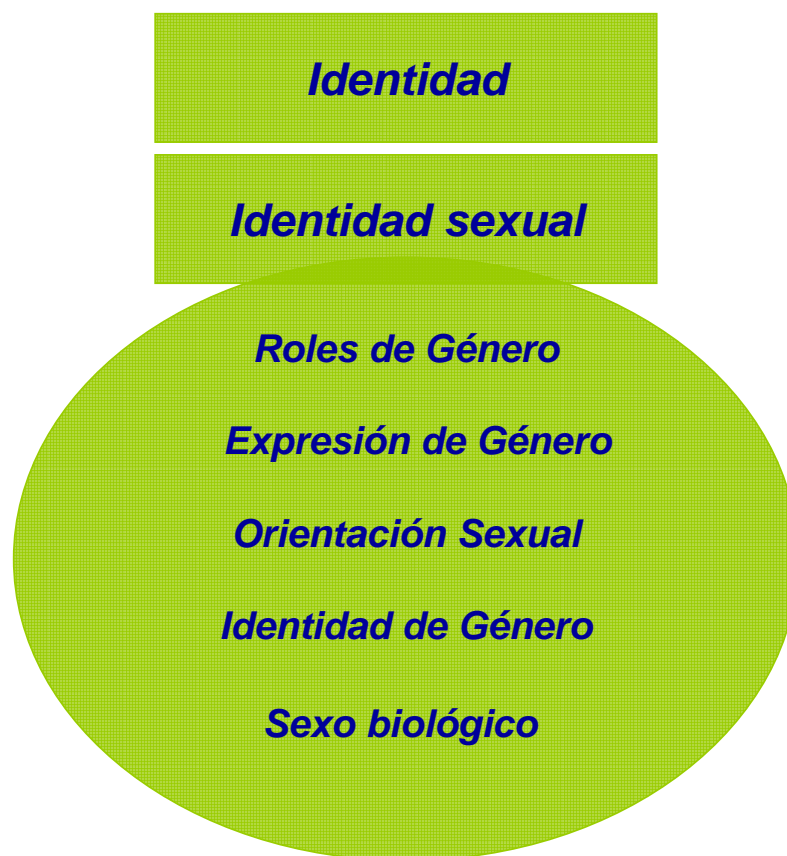 Identidad
Identidad sexual
Roles de Género
Expresión de Género
Orientación Sexual
Identidad de Género
Sexo biológico